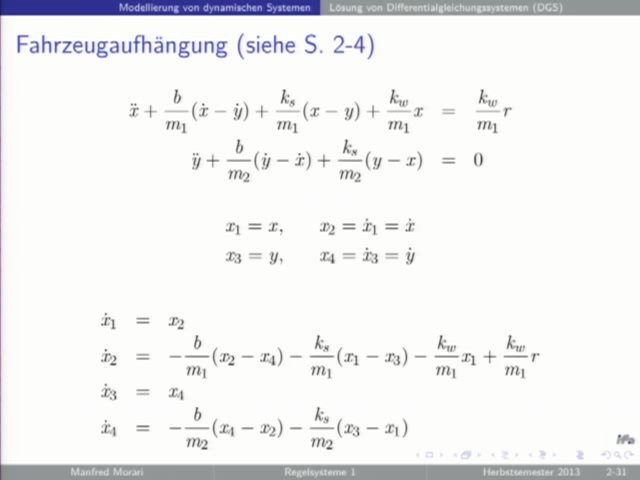 Modellierung von dynamischen Systemen Lösung von Differentialgleichungssystemen (DGS)
Fahrzeugaufhängung (siehe S. 2-4)
ẍ + b/m₁ (ẋ − ẏ) + kₛ/m₁ (x − y) + k_w/m₁ x = k_w/m₁ r
ÿ + b/m₂ (ẏ − ẋ) + kₛ/m₂ (y − x) = 0
x₁ = x, x₂ = ẋ₁ = ẋ
x₃ = y, x₄ = ẋ₃ = ẏ
ẋ₁ = x₂
ẋ₂ = − b/m₁ (x₂ − x₄) − kₛ/m₁ (x₁ − x₃) − k_w/m₁ x₁ + k_w/m₁ r
ẋ₃ = x₄
ẋ₄ = − b/m₂ (x₄ − x₂) − kₛ/m₂ (x₃ − x₁)
Manfred Morari Regelsysteme 1 Herbstsemester 2013 2-31